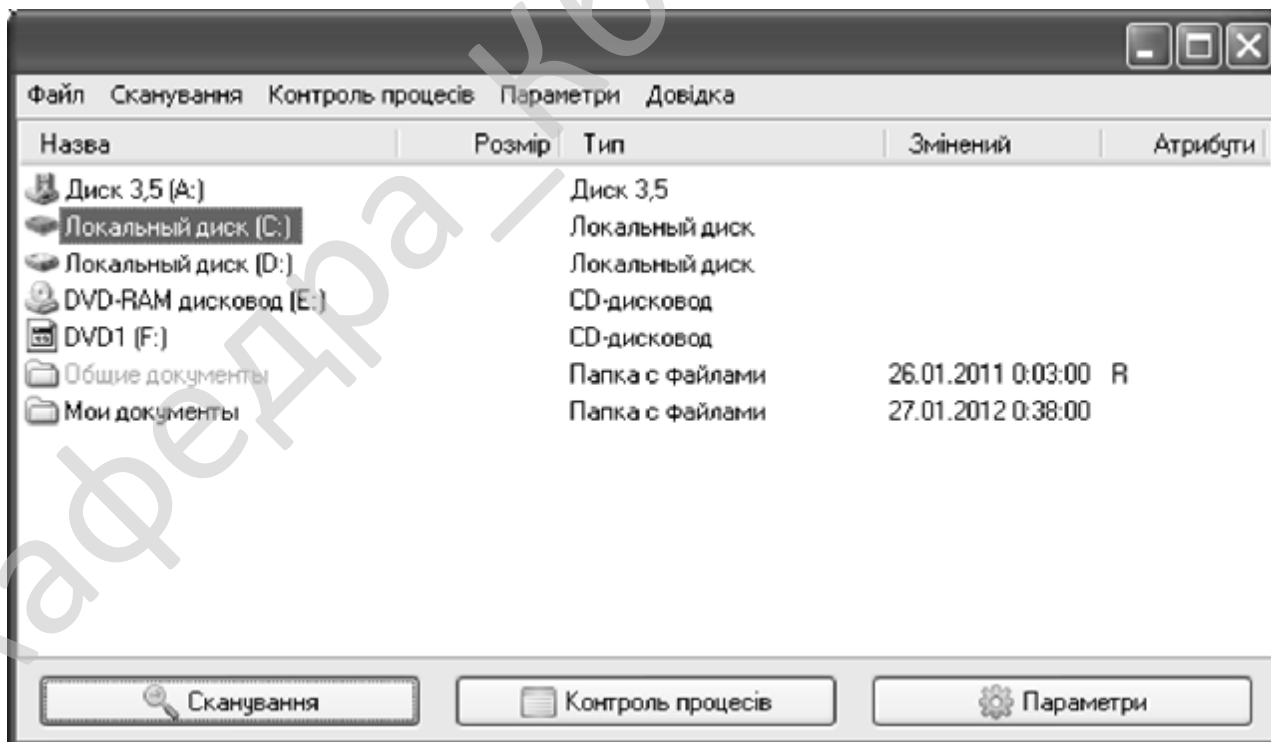 Файл Сканування Контроль процесів Параметри Довідка
Назва Розмір Тип Змінений Атрибути
Диск 3,5 (A:) Диск 3,5
Локальный диск (C:) Локальный диск
Локальный диск (D:) Локальный диск
DVD-RAM дисковод (E:) CD-дисковод
DVD1 (F:) CD-дисковод
Общие документы Папка с файлами 26.01.2011 0:03:00 R
Мои документы Папка с файлами 27.01.2012 0:38:00
Сканування Контроль процесів Параметри